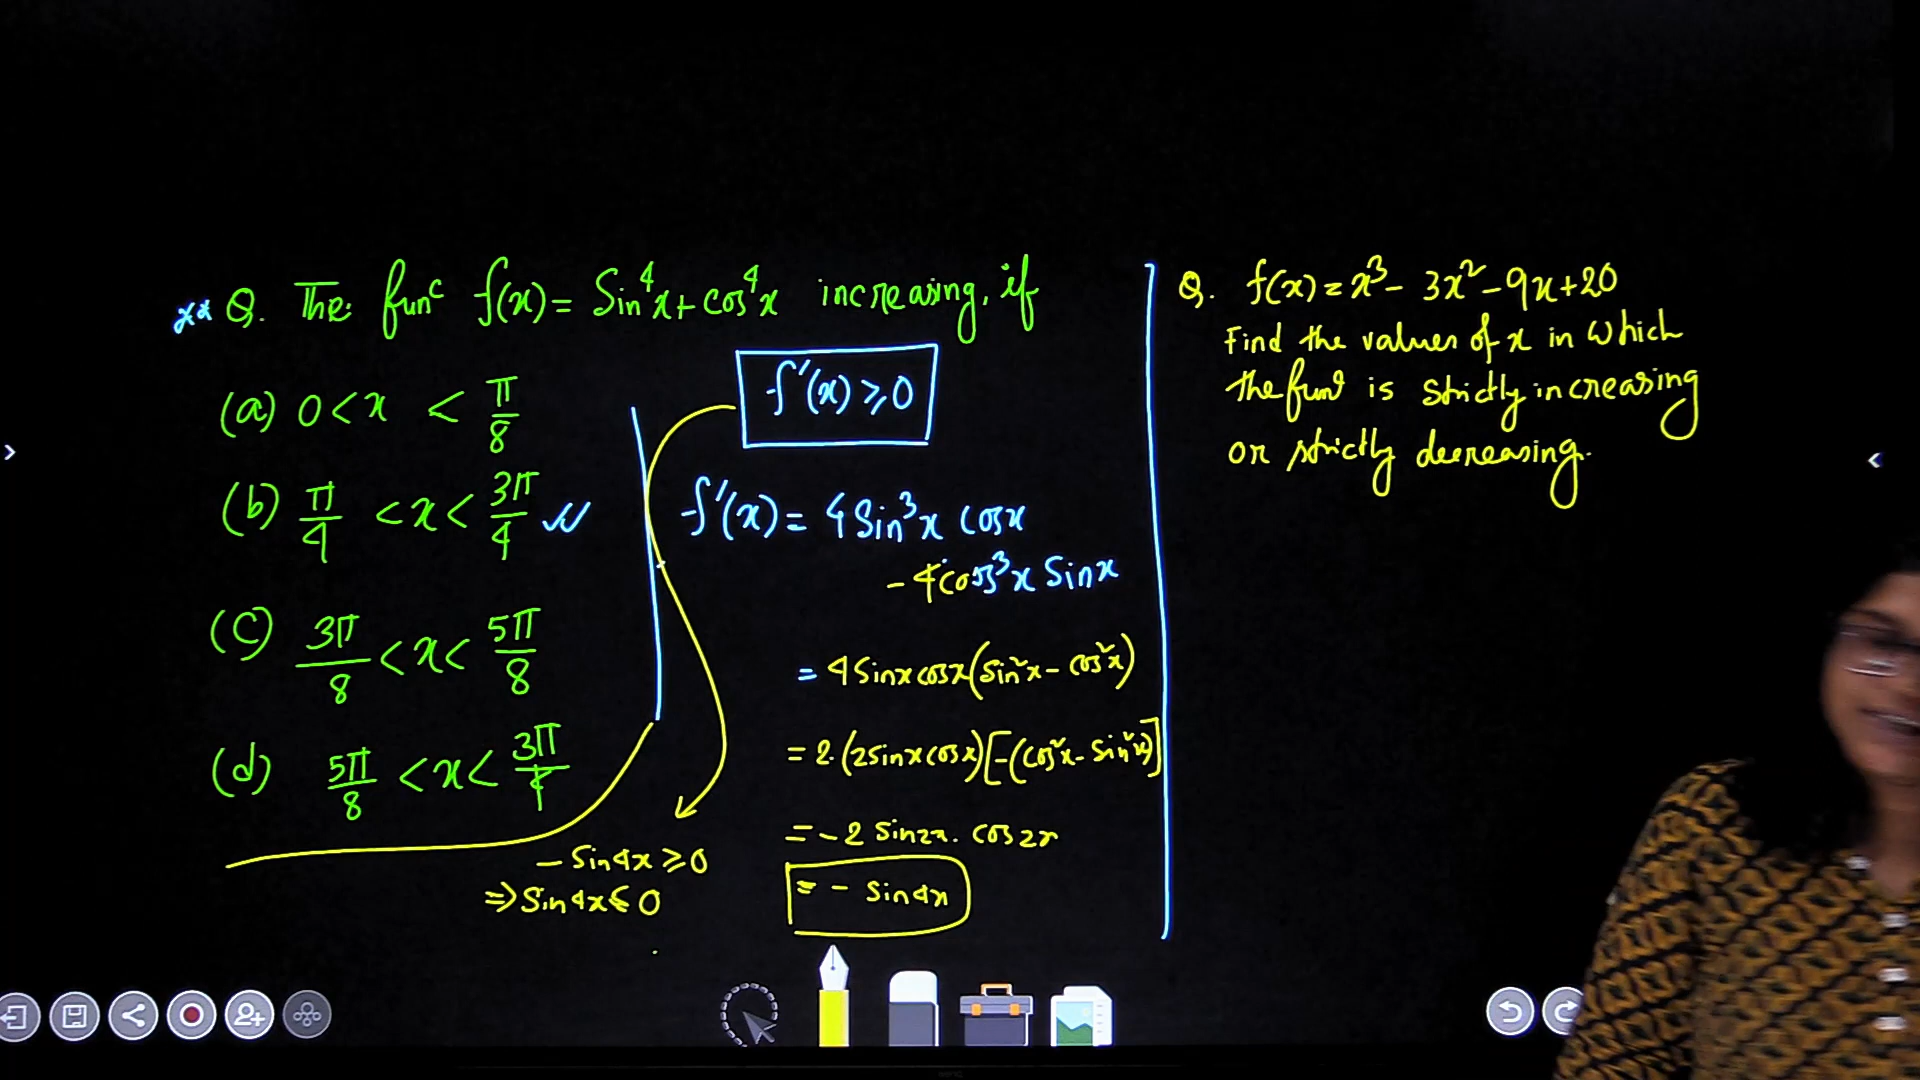 ** Q. The func f(x) = Sin⁴x + cos⁴x increasing, if
(a) 0 < x < π/8
(b) π/4 < x < 3π/4
(c) 3π/8 < x < 5π/8
(d) 5π/8 < x < 3π/4
f'(x) ⩾ 0
f'(x) = 4 Sin³x cosx
- 4 cos³x Sinx
= 4 Sinx cosx (Sin²x - cos²x)
= 2.(2sinx cosx) [-(cos²x - Sin²x)]
= -2 Sin2x. cos2x
= - Sin4x
- Sin4x ⩾ 0
⇒ Sin4x ≤ 0
Q. f(x) = x³ - 3x² - 9x + 20
Find the values of x in which
the funⁿ is strictly increasing
or strictly decreasing.